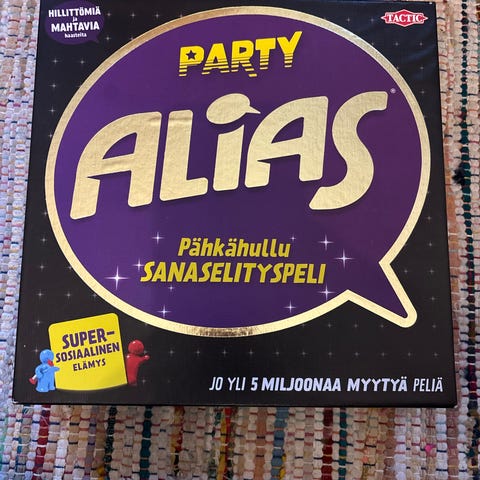 HILLITTÖMIÄ
ja
MAHTAVIA
haasteita
TACTIC®
PARTY
ALiAS®
Pähkähullu
SANASELITYSPELI
SUPER-
SOSIAALINEN
ELÄMYS
JO YLI 5 MILJOONAA MYYTYÄ PELIÄ